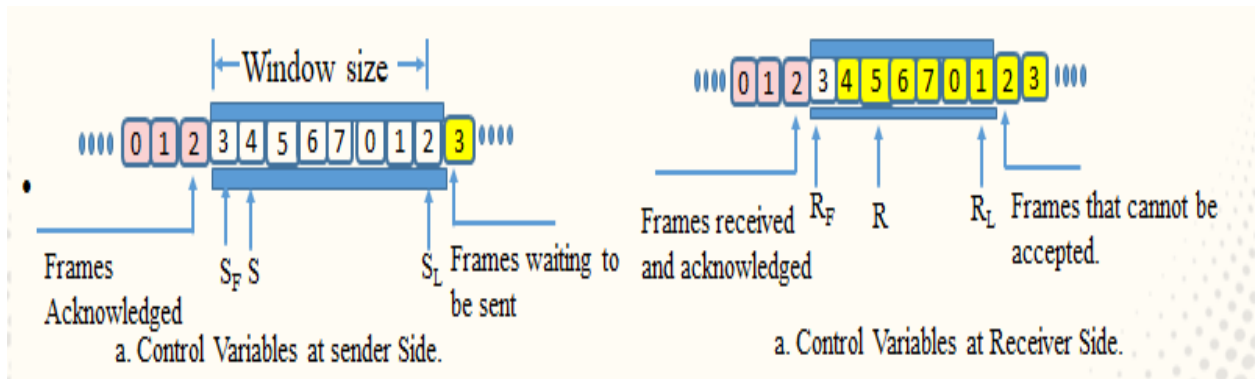 Window size
0 1 2 3 4 5 6 7 0 1 2 3
Frames
Acknowledged
S_F S
S_L
Frames waiting to
be sent
a. Control Variables at sender Side.
0 1 2 3 4 5 6 7 0 1 2 3
Frames received
and acknowledged
R_F
R
R_L
Frames that cannot be
accepted.
a. Control Variables at Receiver Side.